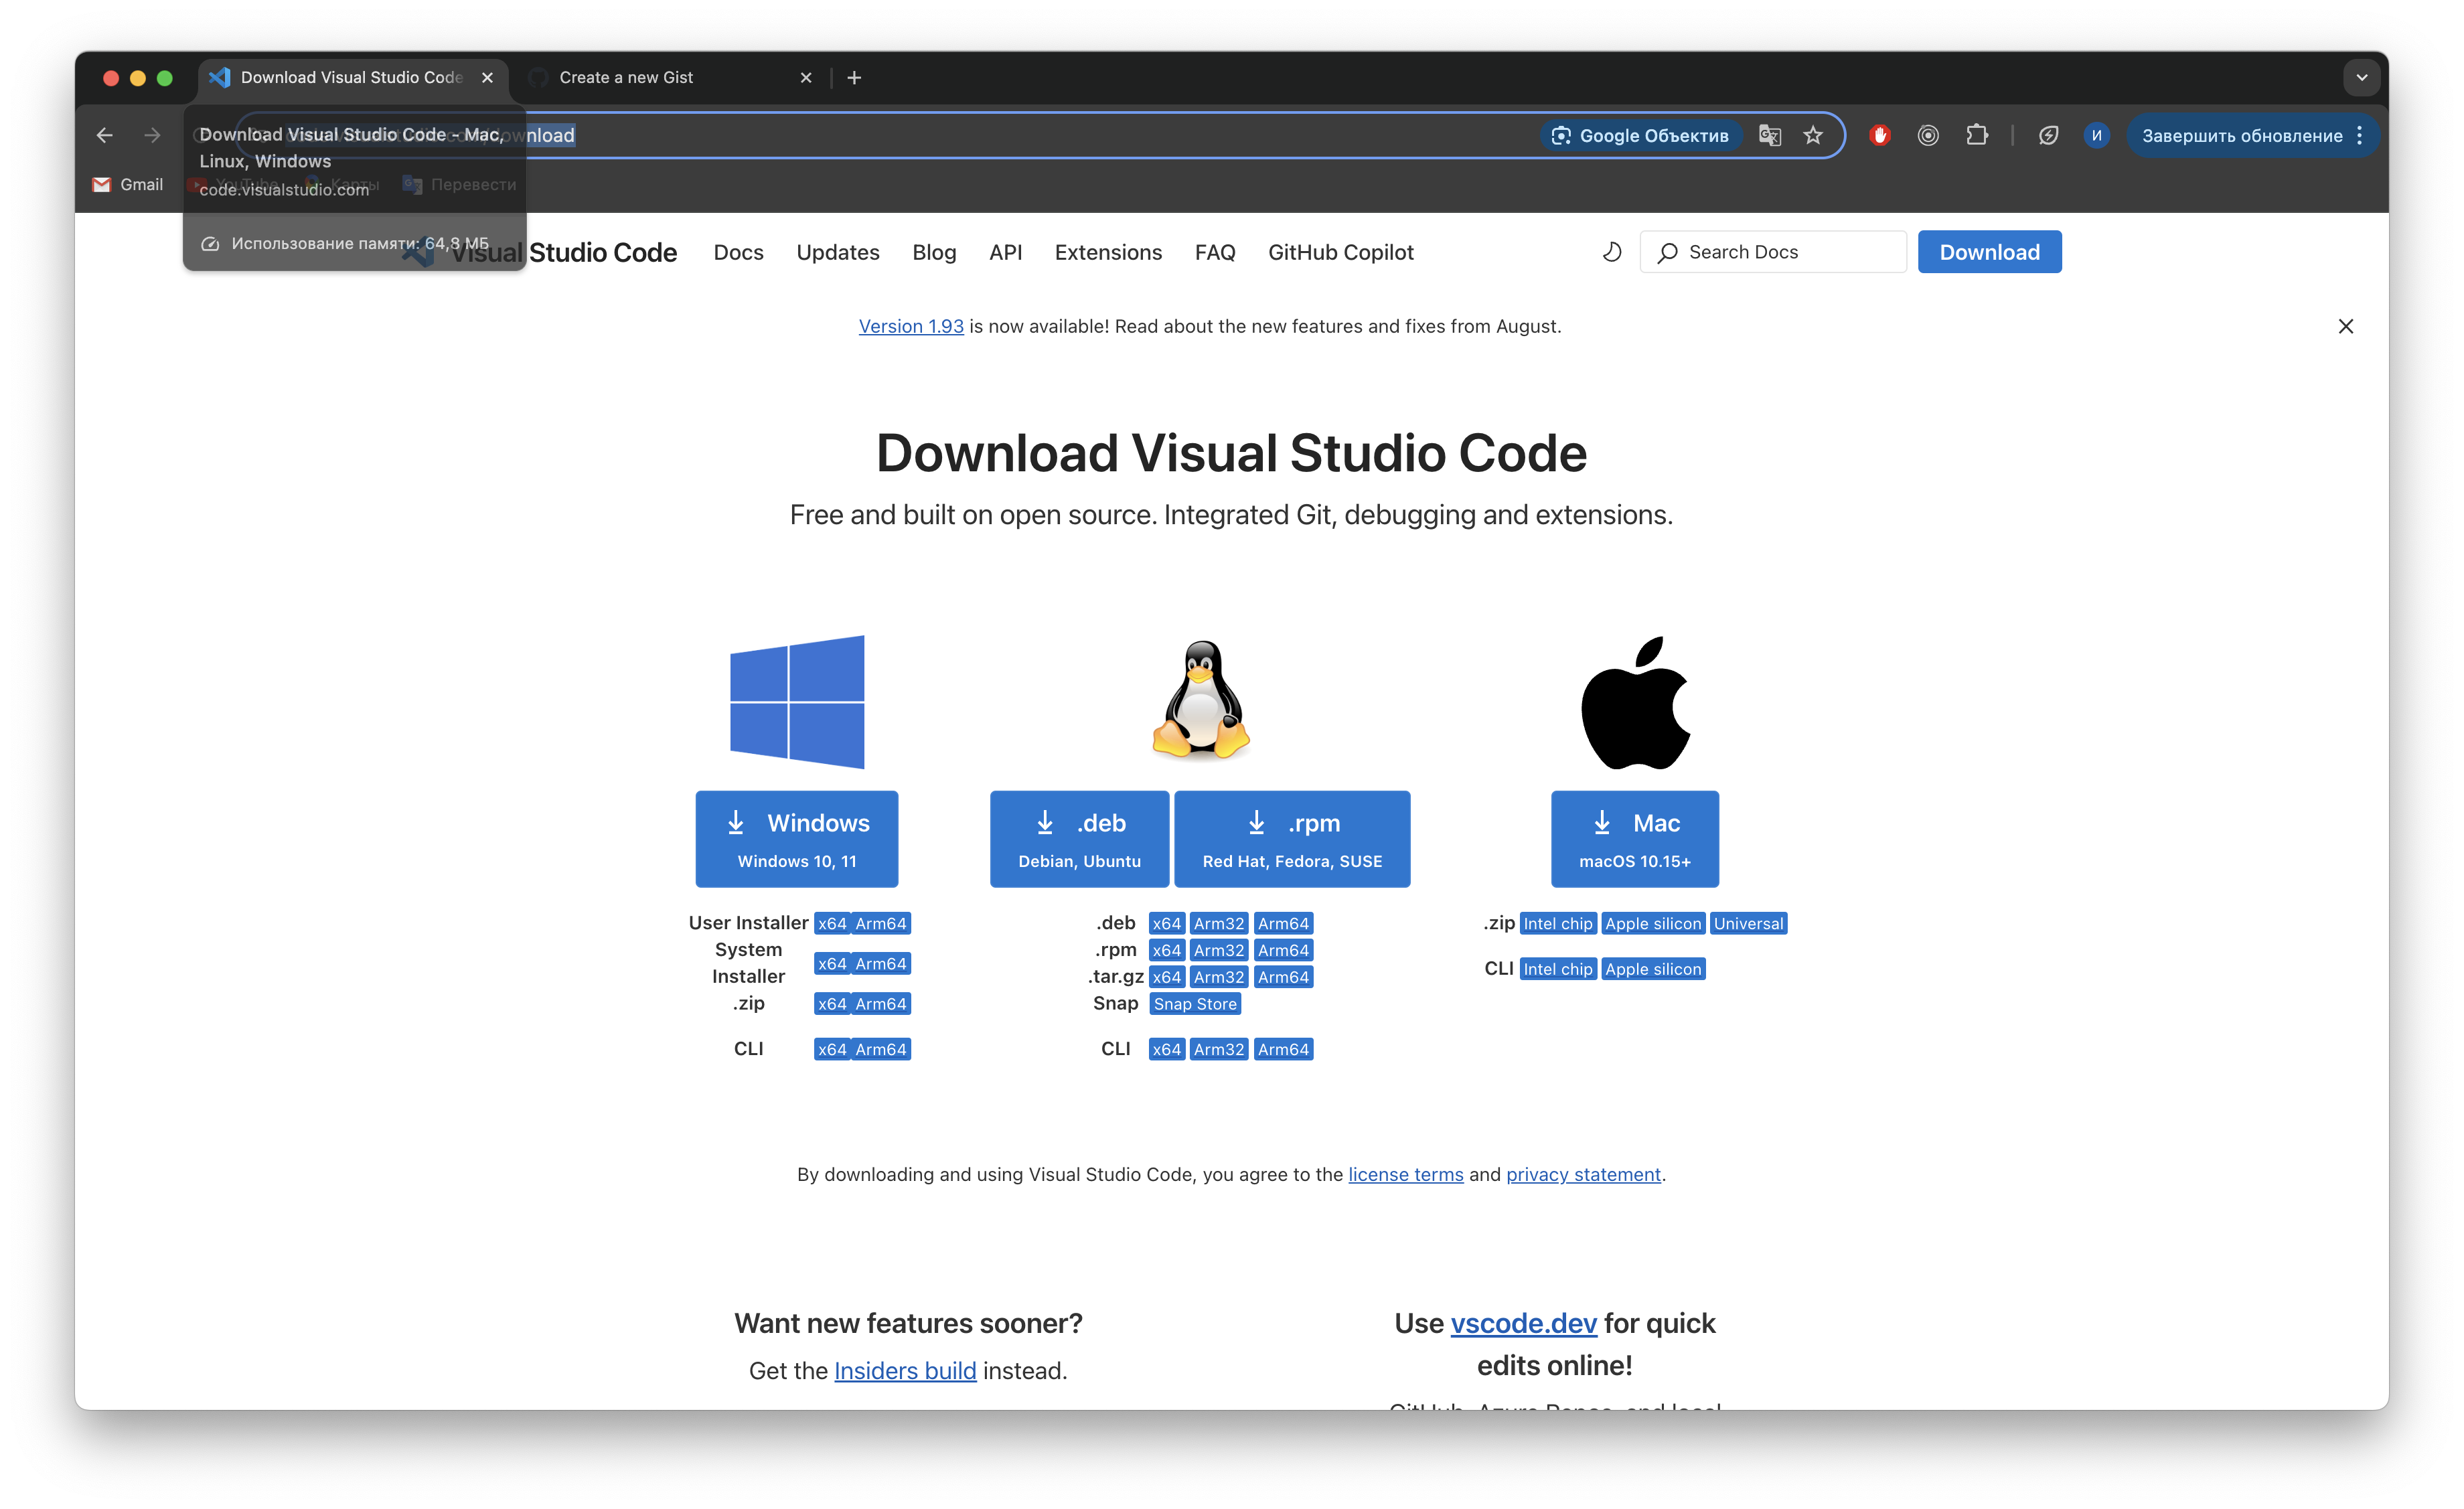 Download Visual Studio Code
Create a new Gist
Download Visual Studio Code - Mac,
Linux, Windows
code.visualstudio.com
Использование памяти: 64,8 МБ
download
Google Объектив
И
Завершить обновление
Gmail
YouTube
Карты
Перевести
Visual Studio Code
Docs
Updates
Blog
API
Extensions
FAQ
GitHub Copilot
Search Docs
Download
Version 1.93 is now available! Read about the new features and fixes from August.
Download Visual Studio Code
Free and built on open source. Integrated Git, debugging and extensions.
Windows
Windows 10, 11
User Installer x64 Arm64
System
Installer
x64 Arm64
.zip x64 Arm64
CLI x64 Arm64
.deb
Debian, Ubuntu
.rpm
Red Hat, Fedora, SUSE
.deb x64 Arm32 Arm64
.rpm x64 Arm32 Arm64
.tar.gz x64 Arm32 Arm64
Snap Snap Store
CLI x64 Arm32 Arm64
Mac
macOS 10.15+
.zip Intel chip Apple silicon Universal
CLI Intel chip Apple silicon
By downloading and using Visual Studio Code, you agree to the license terms and privacy statement.
Want new features sooner?
Get the Insiders build instead.
Use vscode.dev for quick
edits online!
GitHub, Azure Repos, and local